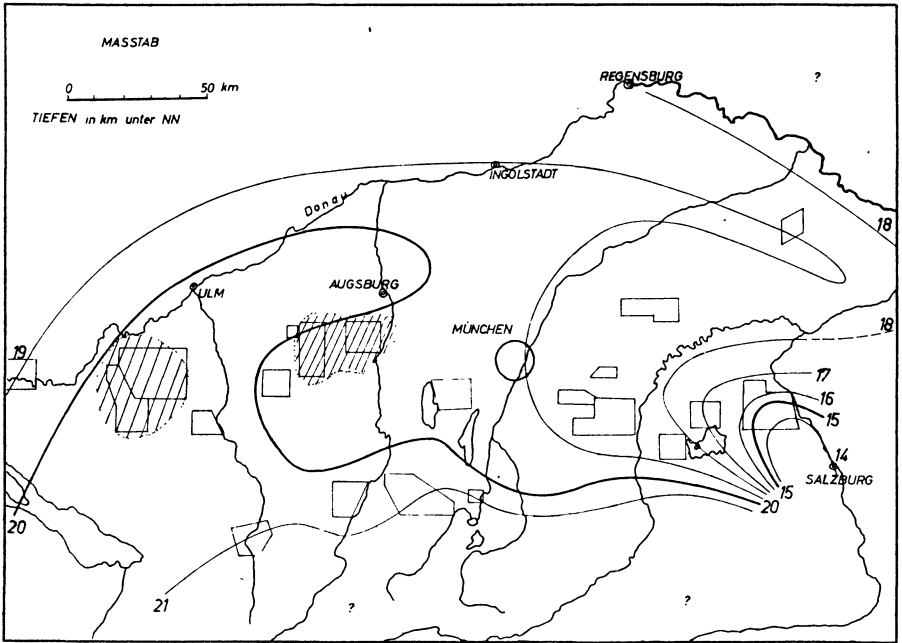 MASSTAB
0 50 km
TIEFEN in km unter NN
REGENSBURG
?
INGOLSTADT
Donau
18
ULM
AUGSBURG
MÜNCHEN
18
19
17
16
15
14
SALZBURG
15
20
20
21
?
?